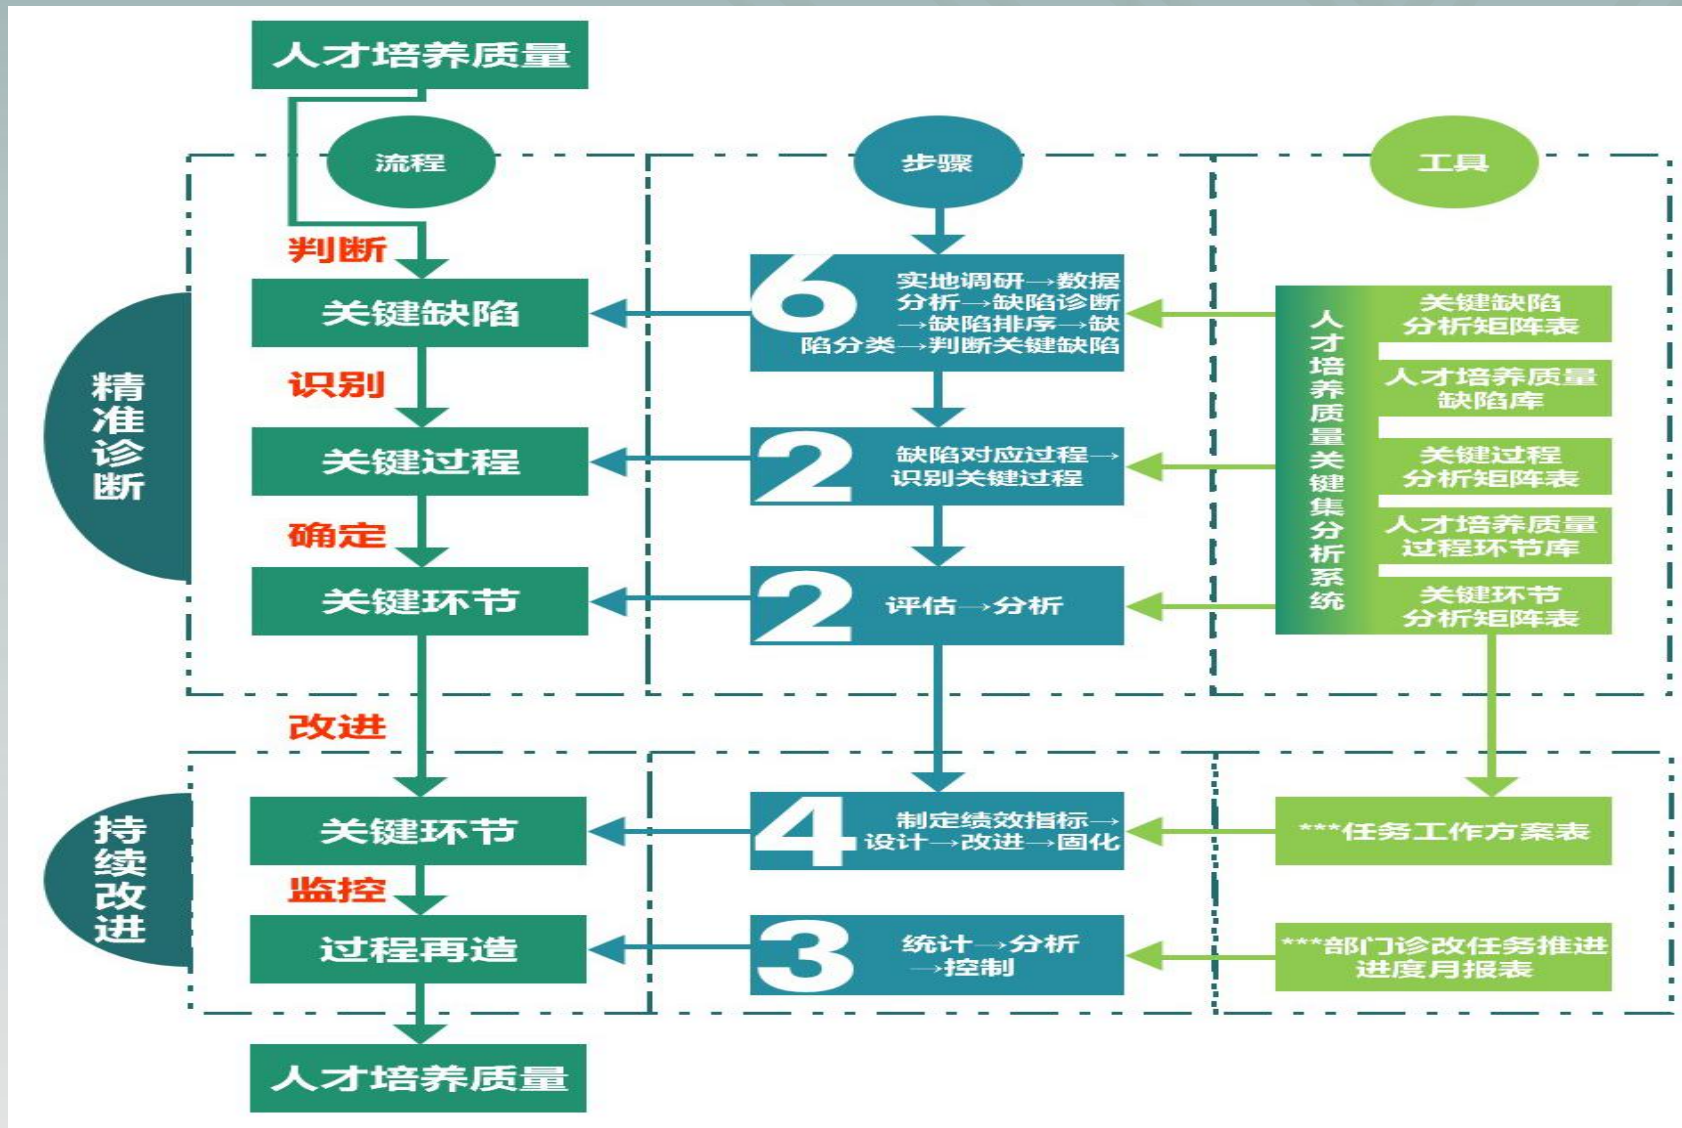 人才培养质量
流程
步骤
工具
精准诊断
判断
关键缺陷
识别
关键过程
确定
关键环节
6
实地调研→数据
分析→缺陷诊断
→缺陷排序→缺
陷分类→判断关键缺陷
2
缺陷对应过程→
识别关键过程
2
评估→分析
人才培养质量关键集分析系统
关键缺陷
分析矩阵表
人才培养质量
缺陷库
关键过程
分析矩阵表
人才培养质量
过程环节库
关键环节
分析矩阵表
持续改进
改进
关键环节
监控
过程再造
4
制定绩效指标→
设计→改进→固化
3
统计→分析
→控制
***任务工作方案表
***部门诊改任务推进
进度月报表
人才培养质量